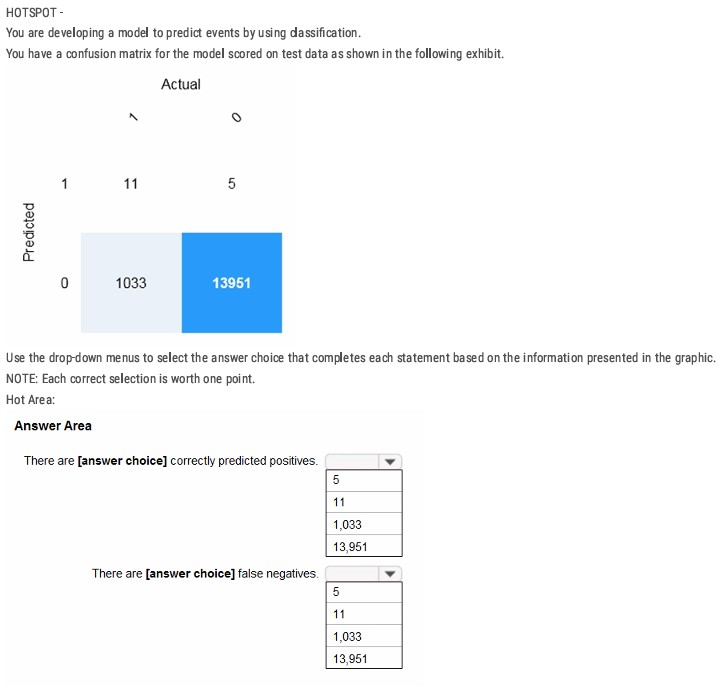 HOTSPOT -
You are developing a model to predict events by using classification.
You have a confusion matrix for the model scored on test data as shown in the following exhibit.
Actual
1 0
Predicted
1 11 5
0 1033 13951
Use the drop-down menus to select the answer choice that completes each statement based on the information presented in the graphic.
NOTE: Each correct selection is worth one point.
Hot Area:
Answer Area
There are [answer choice] correctly predicted positives.
5
11
1,033
13,951
There are [answer choice] false negatives.
5
11
1,033
13,951